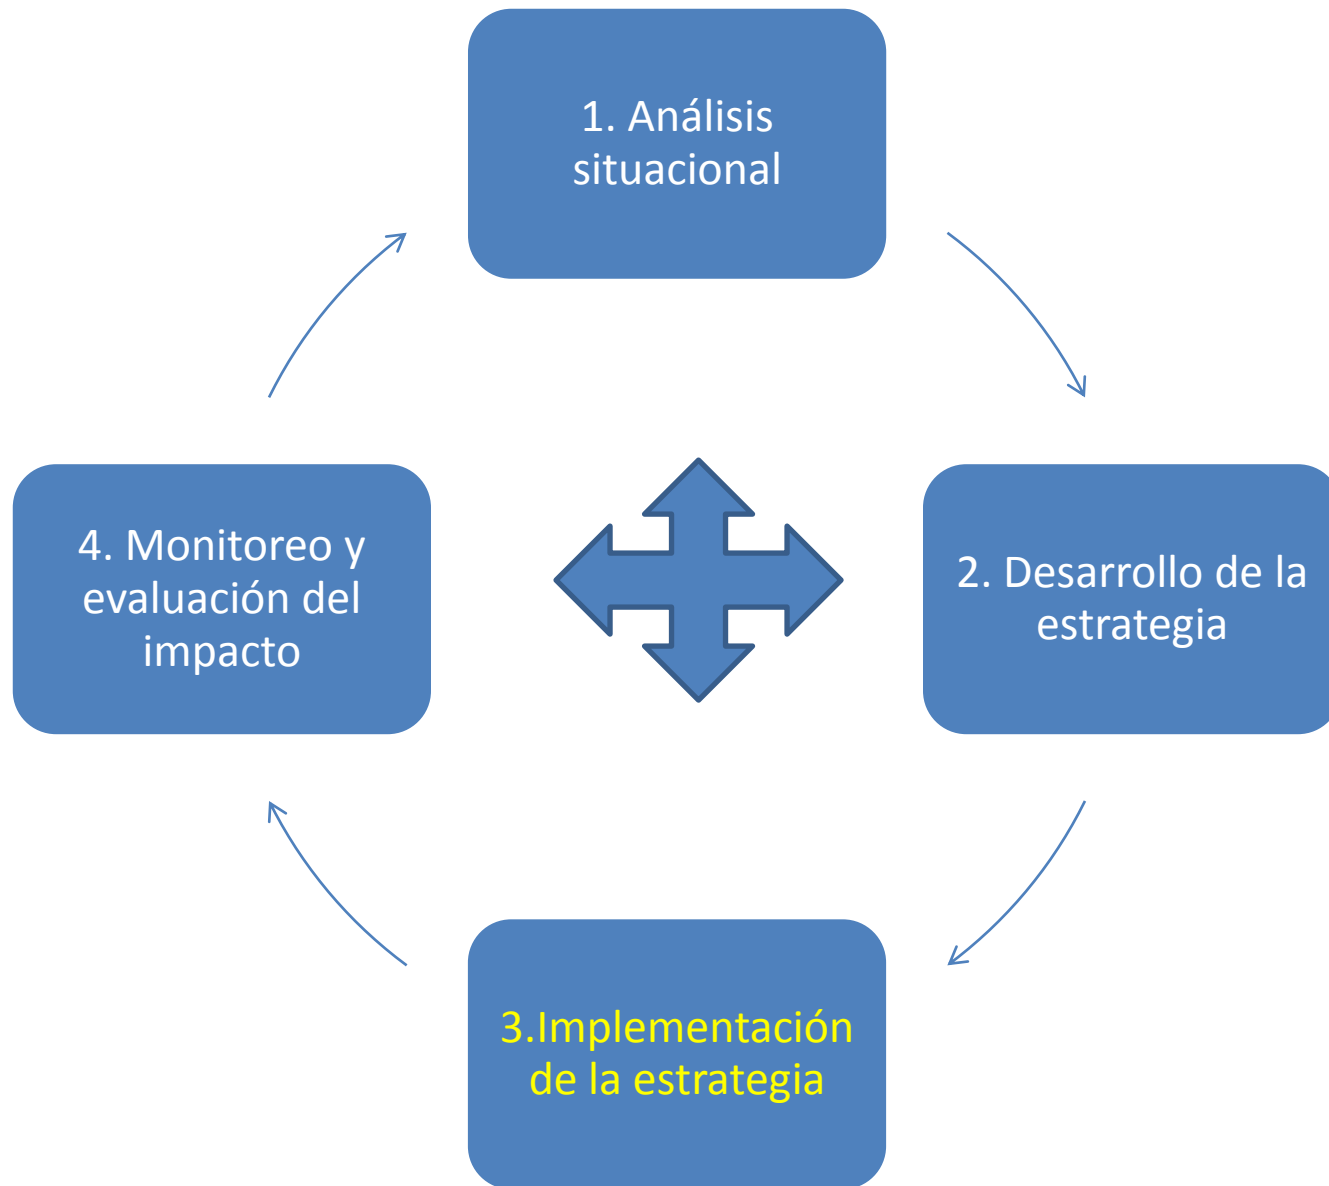 1. Análisis
situacional
2. Desarrollo de la
estrategia
3.Implementación
de la estrategia
4. Monitoreo y
evaluación del
impacto